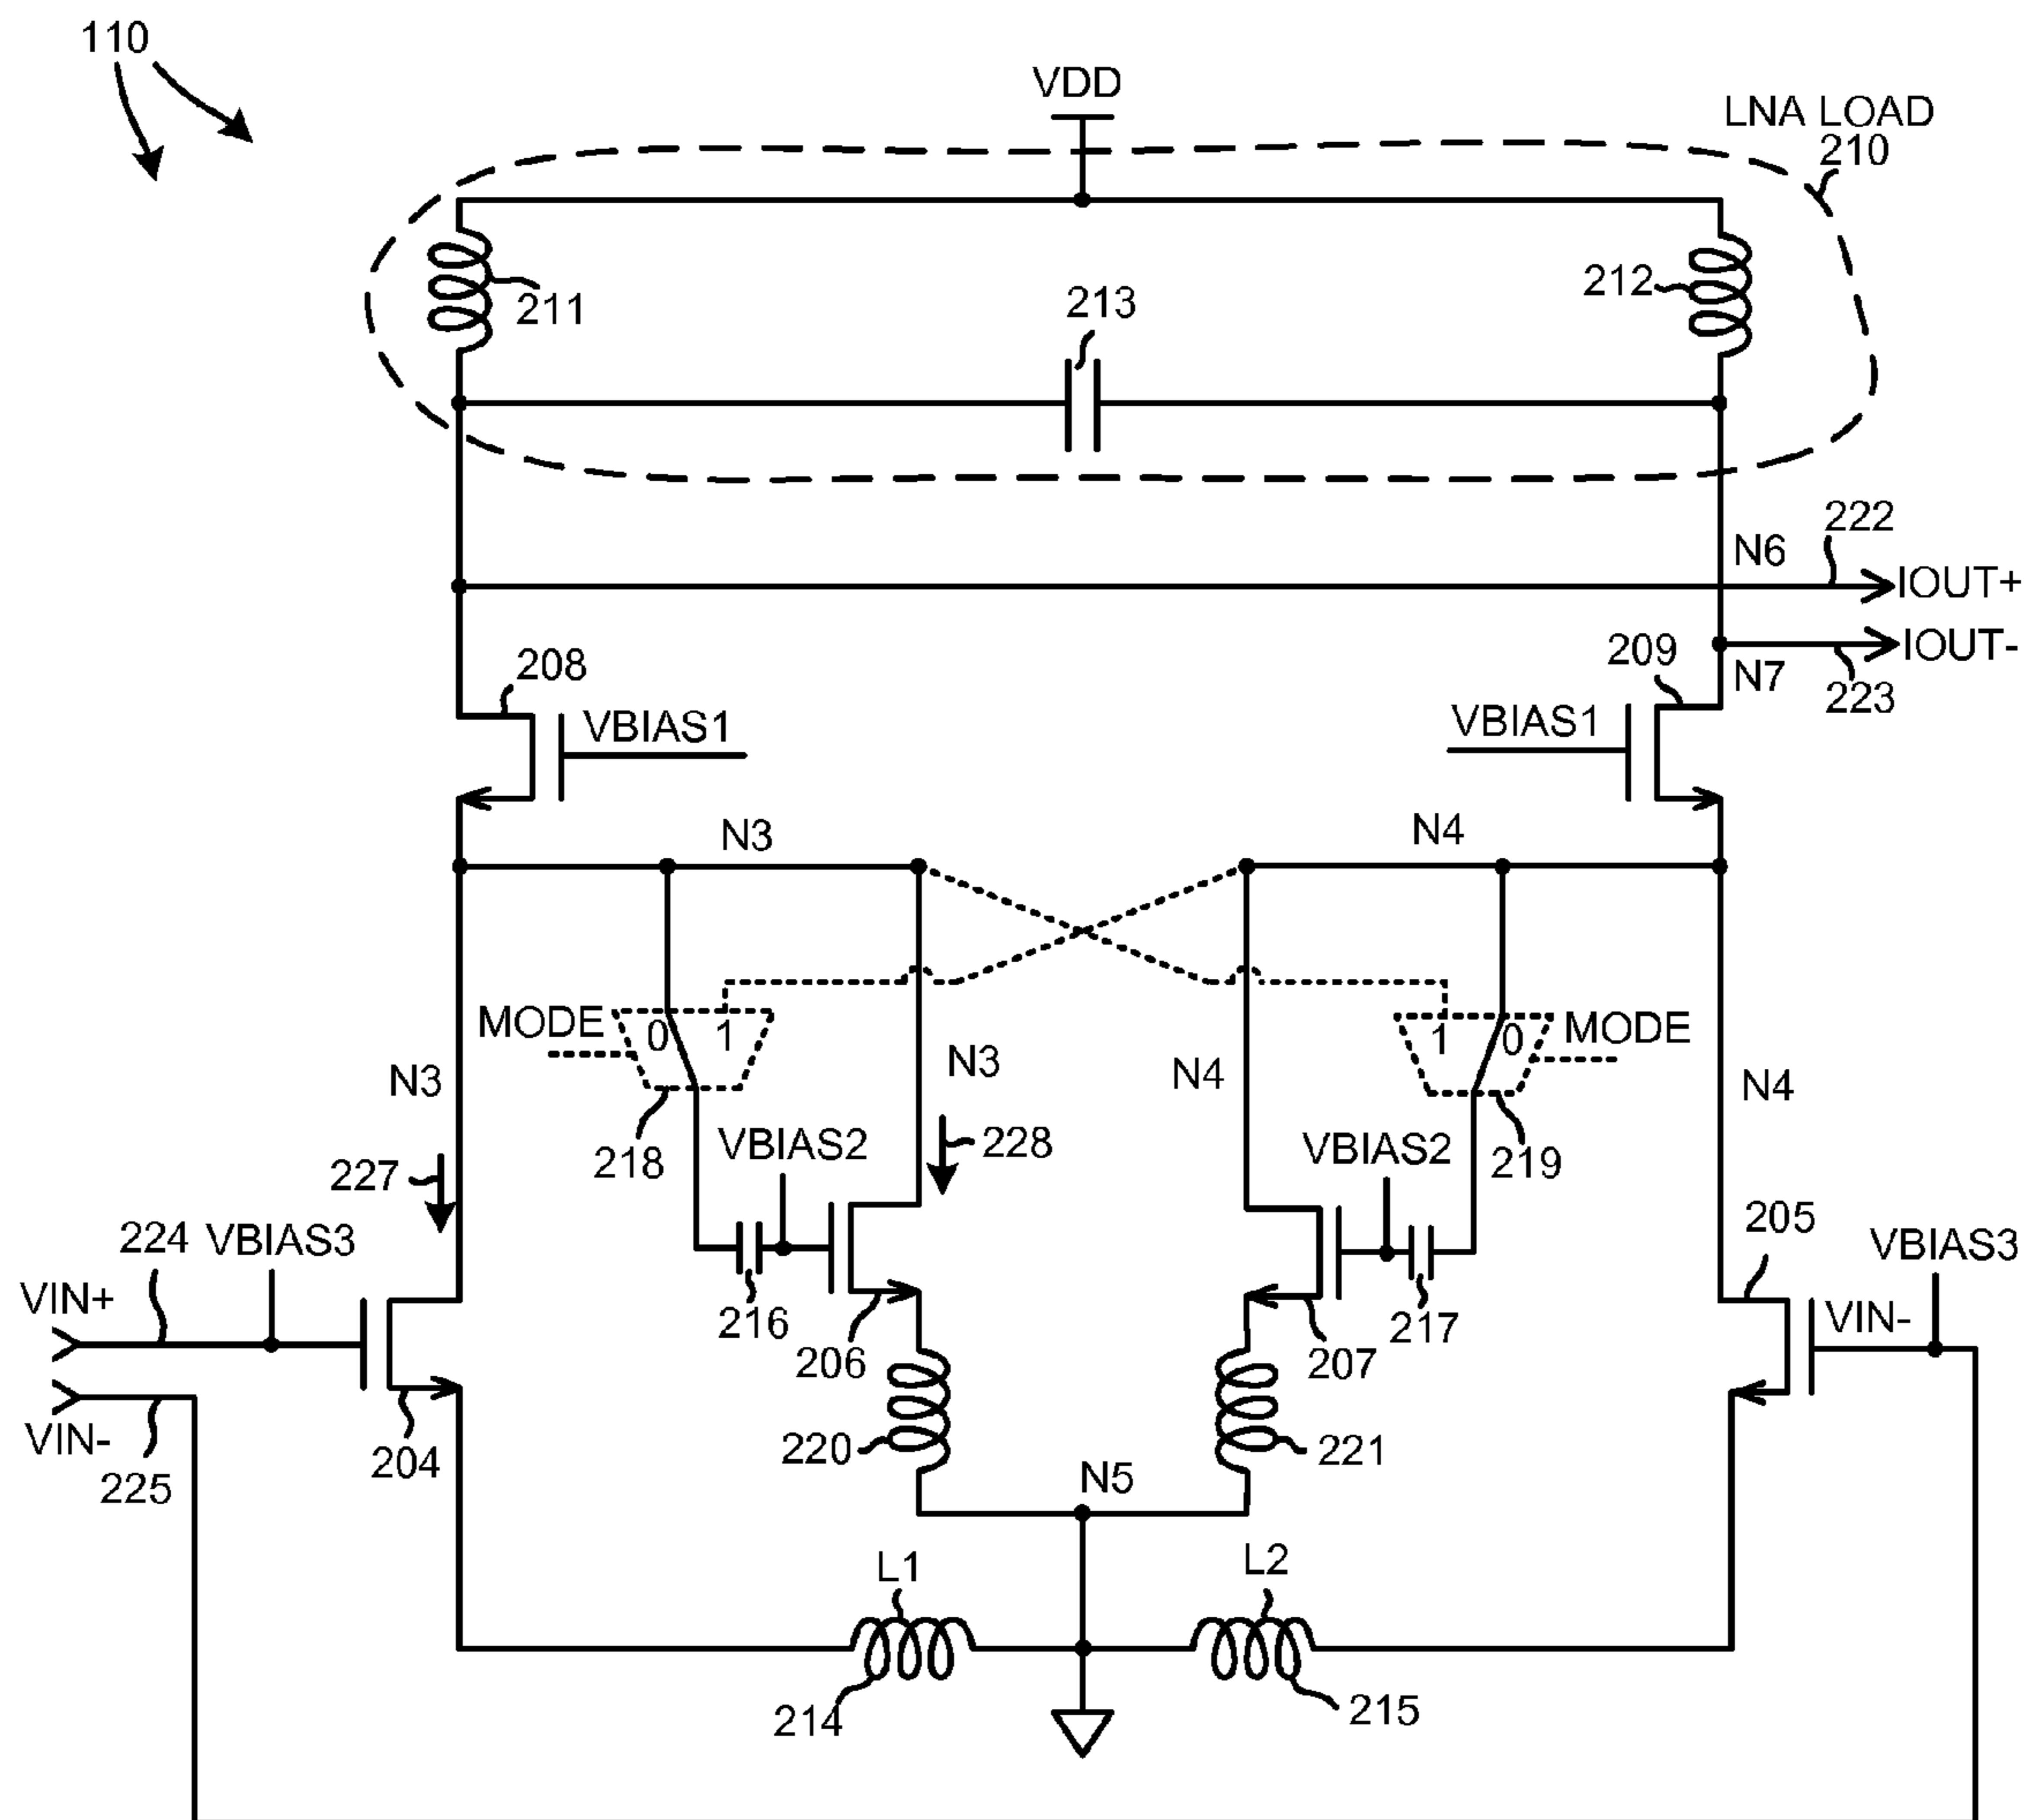 110
VDD
LNA LOAD
210
211
213
212
222
N6
IOUT+
IOUT-
208
209
N7
223
VBIAS1
VBIAS1
N3
N4
MODE
0
1
1
0
MODE
N3
N3
N4
N4
218
VBIAS2
228
VBIAS2
219
227
224
VBIAS3
205
VBIAS3
VIN+
216
206
217
207
VIN-
VIN-
225
204
220
221
N5
L1
L2
214
215